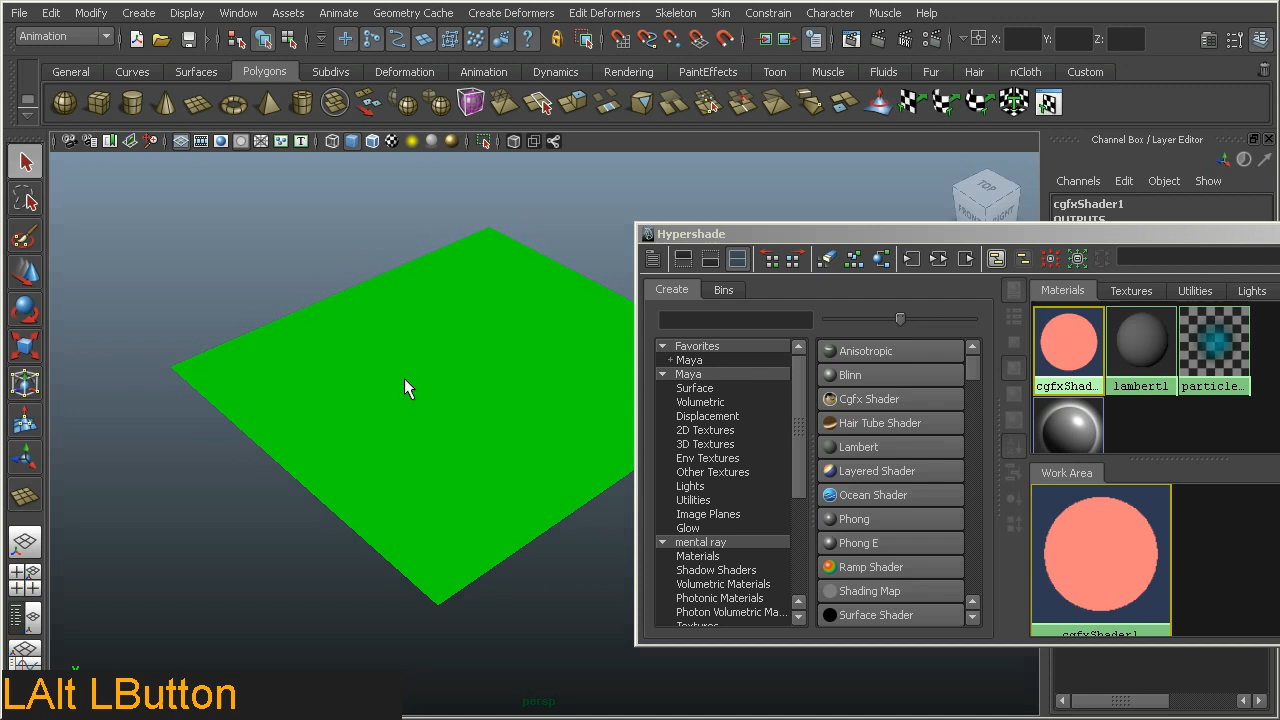 File Edit Modify Create Display Window Assets Animate Geometry Cache Create Deformers Edit Deformers Skeleton Skin Constrain Character Muscle Help
Animation X: Y: Z:
General Curves Surfaces Polygons Subdivs Deformation Animation Dynamics Rendering PaintEffects Toon Muscle Fluids Fur Hair nCloth Custom
Channel Box / Layer Editor
Channels Edit Object Show
cgfxShader1
OUTPUTS
TOP
FRONT RIGHT
Hypershade
Create Bins
Materials Textures Utilities Lights
Favorites
+ Maya
Maya
Surface
Volumetric
Displacement
2D Textures
3D Textures
Env Textures
Other Textures
Lights
Utilities
Image Planes
Glow
mental ray
Materials
Shadow Shaders
Volumetric Materials
Photonic Materials
Photon Volumetric Ma...
Textures
Anisotropic
Blinn
Cgfx Shader
Hair Tube Shader
Lambert
Layered Shader
Ocean Shader
Phong
Phong E
Ramp Shader
Shading Map
Surface Shader
cgfxShad... lambert1 particle...
Work Area
cgfxShader1
y
persp
LAlt LButton